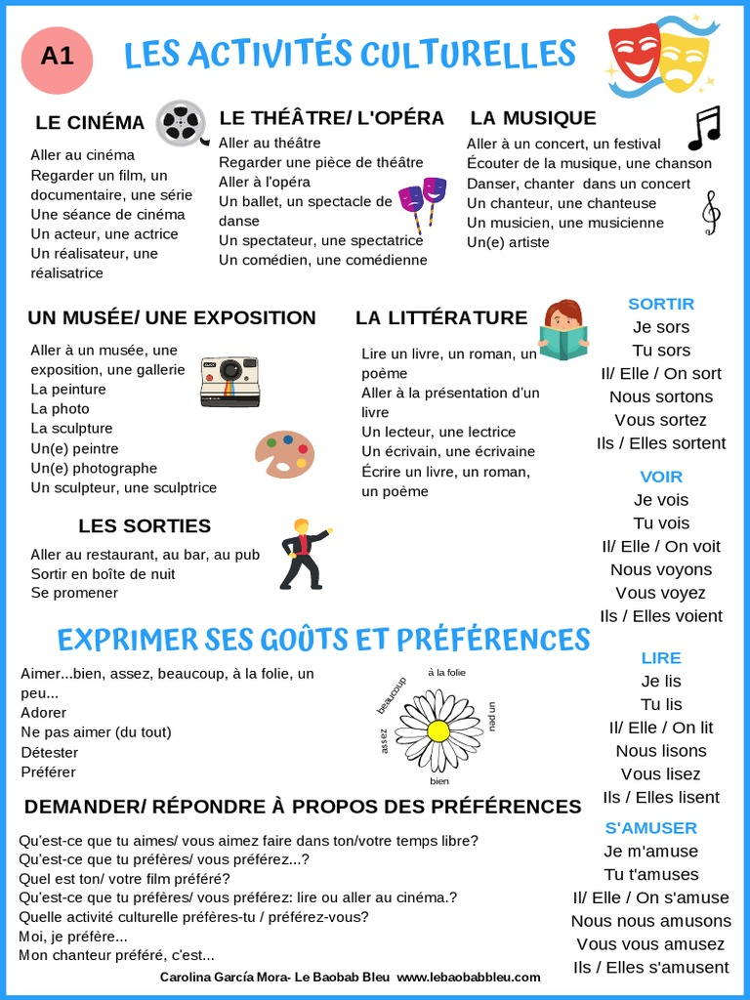 A1
LES ACTIVITÉS CULTURELLES
LE CINÉMA
Aller au cinéma
Regarder un film, un
documentaire, une série
Une séance de cinéma
Un acteur, une actrice
Un réalisateur, une
réalisatrice
LE THÉÂTRE/ L'OPÉRA
Aller au théâtre
Regarder une pièce de théâtre
Aller à l'opéra
Un ballet, un spectacle de
danse
Un spectateur, une spectatrice
Un comédien, une comédienne
LA MUSIQUE
Aller à un concert, un festival
Écouter de la musique, une chanson
Danser, chanter dans un concert
Un chanteur, une chanteuse
Un musicien, une musicienne
Un(e) artiste
UN MUSÉE/ UNE EXPOSITION
Aller à un musée, une
exposition, une gallerie
La peinture
La photo
La sculpture
Un(e) peintre
Un(e) photographe
Un sculpteur, une sculptrice
LA LITTÉRATURE
Lire un livre, un roman, un
poème
Aller à la présentation d'un
livre
Un lecteur, une lectrice
Un écrivain, une écrivaine
Écrire un livre, un roman,
un poème
LES SORTIES
Aller au restaurant, au bar, au pub
Sortir en boîte de nuit
Se promener
SORTIR
Je sors
Tu sors
Il/ Elle / On sort
Nous sortons
Vous sortez
Ils / Elles sortent
VOIR
Je vois
Tu vois
Il/ Elle / On voit
Nous voyons
Vous voyez
Ils / Elles voient
LIRE
Je lis
Tu lis
Il/ Elle / On lit
Nous lisons
Vous lisez
Ils / Elles lisent
S'AMUSER
Je m'amuse
Tu t'amuses
Il/ Elle / On s'amuse
Nous nous amusons
Vous vous amusez
Ils / Elles s'amusent
EXPRIMER SES GOÛTS ET PRÉFÉRENCES
Aimer...bien, assez, beaucoup, à la folie, un
peu...
Adorer
Ne pas aimer (du tout)
Détester
Préférer
à la folie
beaucoup
un peu
assez
bien
DEMANDER/ RÉPONDRE À PROPOS DES PRÉFÉRENCES
Qu'est-ce que tu aimes/ vous aimez faire dans ton/votre temps libre?
Qu'est-ce que tu préfères/ vous préférez...?
Quel est ton/ votre film préféré?
Qu'est-ce que tu préfères/ vous préférez: lire ou aller au cinéma.?
Quelle activité culturelle préfères-tu / préférez-vous?
Moi, je préfère...
Mon chanteur préféré, c'est...
Carolina García Mora- Le Baobab Bleu www.lebaobabbleu.com